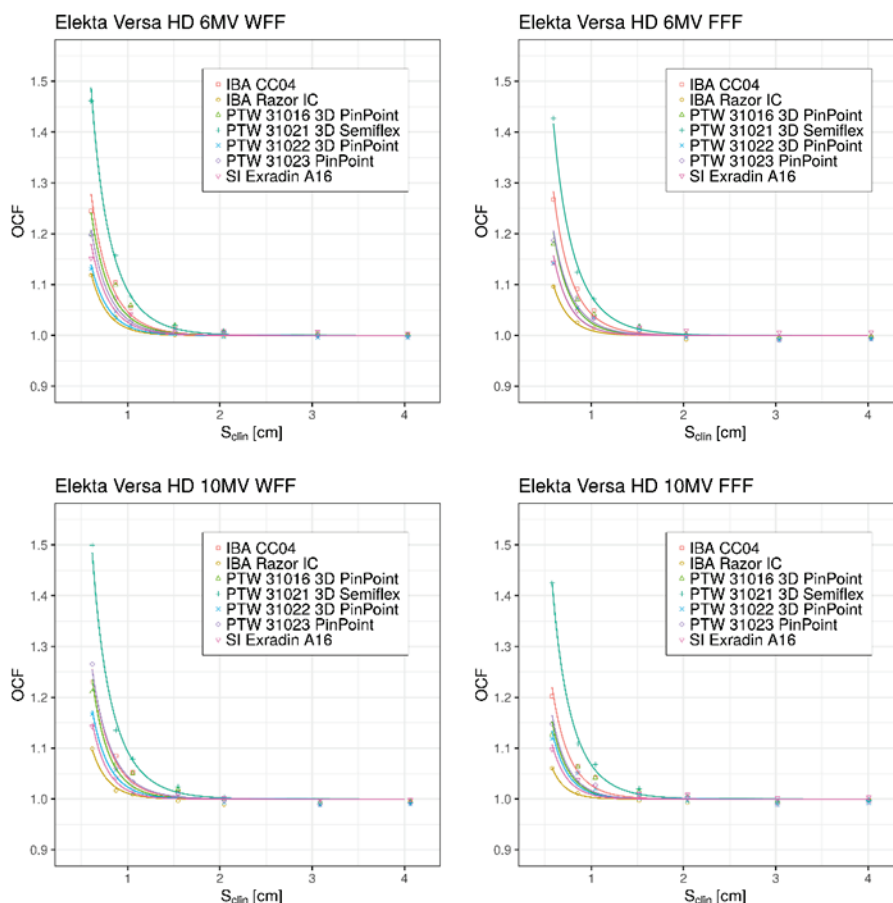 Elekta Versa HD 6MV WFF
1.5
1.4
1.3
1.2
1.1
1.0
0.9
OCF
IBA CC04
IBA Razor IC
PTW 31016 3D PinPoint
PTW 31021 3D Semiflex
PTW 31022 3D PinPoint
PTW 31023 PinPoint
SI Exradin A16
1 2 3 4
Sclin [cm]
Elekta Versa HD 6MV FFF
1.5
1.4
1.3
1.2
1.1
1.0
0.9
OCF
IBA CC04
IBA Razor IC
PTW 31016 3D PinPoint
PTW 31021 3D Semiflex
PTW 31022 3D PinPoint
PTW 31023 PinPoint
SI Exradin A16
1 2 3 4
Sclin [cm]
Elekta Versa HD 10MV WFF
1.5
1.4
1.3
1.2
1.1
1.0
0.9
OCF
IBA CC04
IBA Razor IC
PTW 31016 3D PinPoint
PTW 31021 3D Semiflex
PTW 31022 3D PinPoint
PTW 31023 PinPoint
SI Exradin A16
1 2 3 4
Sclin [cm]
Elekta Versa HD 10MV FFF
1.5
1.4
1.3
1.2
1.1
1.0
0.9
OCF
IBA CC04
IBA Razor IC
PTW 31016 3D PinPoint
PTW 31021 3D Semiflex
PTW 31022 3D PinPoint
PTW 31023 PinPoint
SI Exradin A16
1 2 3 4
Sclin [cm]